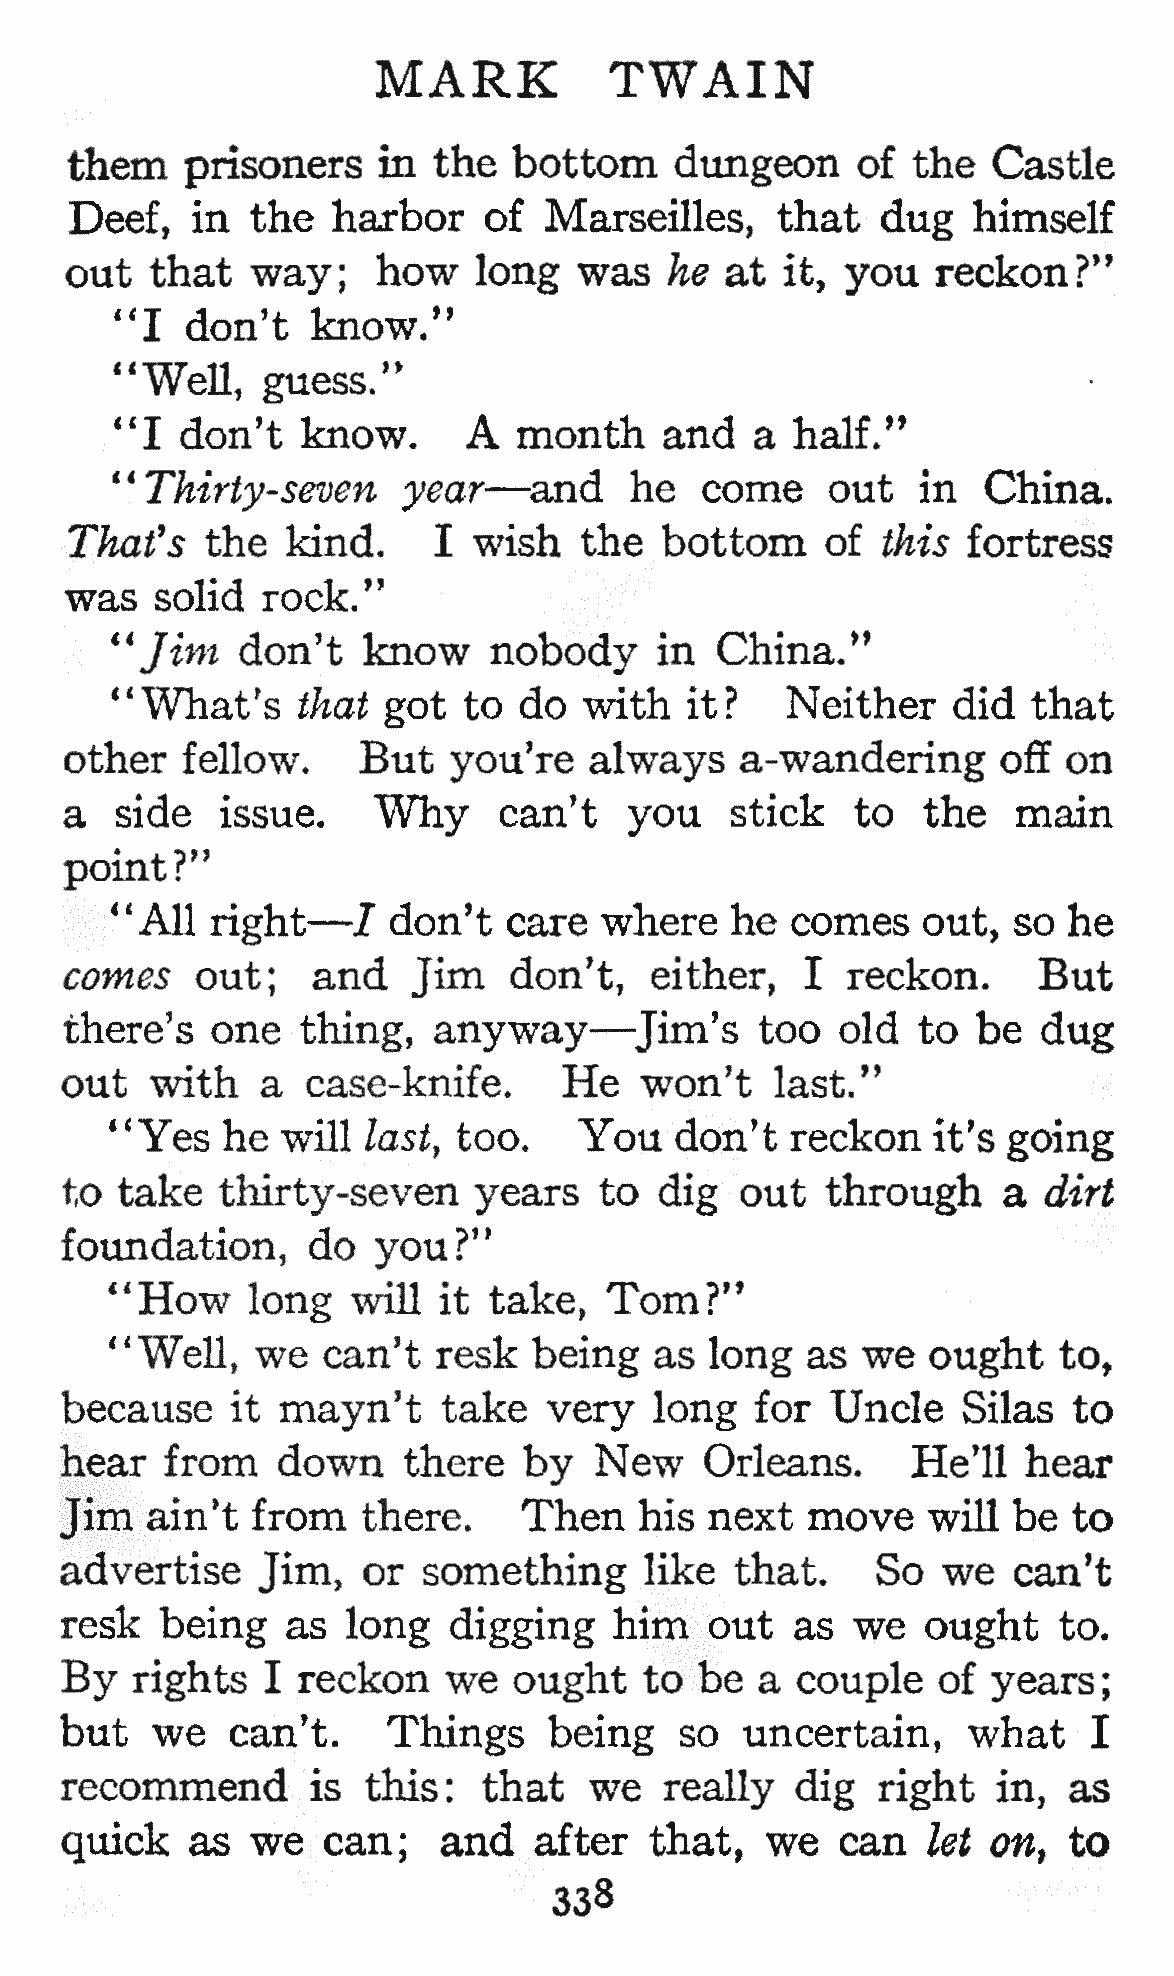 MARK TWAIN
them prisoners in the bottom dungeon of the Castle
Deef, in the harbor of Marseilles, that dug himself
out that way; how long was he at it, you reckon?"
"I don't know."
"Well, guess."
"I don't know. A month and a half."
"Thirty-seven year—and he come out in China.
That's the kind. I wish the bottom of this fortress
was solid rock."
"Jim don't know nobody in China."
"What's that got to do with it? Neither did that
other fellow. But you're always a-wandering off on
a side issue. Why can't you stick to the main
point?"
"All right—I don't care where he comes out, so he
comes out; and Jim don't, either, I reckon. But
there's one thing, anyway—Jim's too old to be dug
out with a case-knife. He won't last."
"Yes he will last, too. You don't reckon it's going
to take thirty-seven years to dig out through a dirt
foundation, do you?"
"How long will it take, Tom?"
"Well, we can't resk being as long as we ought to,
because it mayn't take very long for Uncle Silas to
hear from down there by New Orleans. He'll hear
Jim ain't from there. Then his next move will be to
advertise Jim, or something like that. So we can't
resk being as long digging him out as we ought to.
By rights I reckon we ought to be a couple of years;
but we can't. Things being so uncertain, what I
recommend is this: that we really dig right in, as
quick as we can; and after that, we can let on, to
338